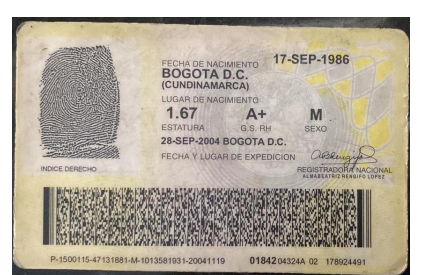 FECHA DE NACIMIENTO 17-SEP-1986
BOGOTA D.C.
(CUNDINAMARCA)
LUGAR DE NACIMIENTO
1.67 A+ M
ESTATURA G.S. RH SEXO
28-SEP-2004 BOGOTA D.C.
FECHA Y LUGAR DE EXPEDICION
INDICE DERECHO
REGISTRADORA NACIONAL
ALMABEATRIZ RENGIFO LOPEZ
P-1500115-47131881-M-1013581931-20041119 01842 04324A 02 178924491